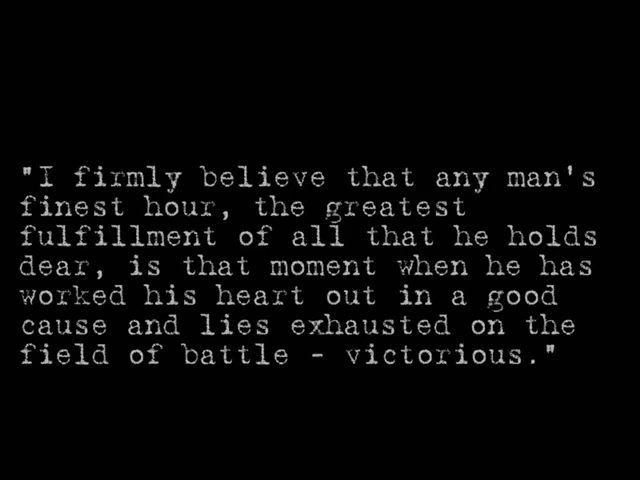 "I firmly believe that any man's
finest hour, the greatest
fulfillment of all that he holds
dear, is that moment when he has
worked his heart out in a good
cause and lies exhausted on the
field of battle - victorious."